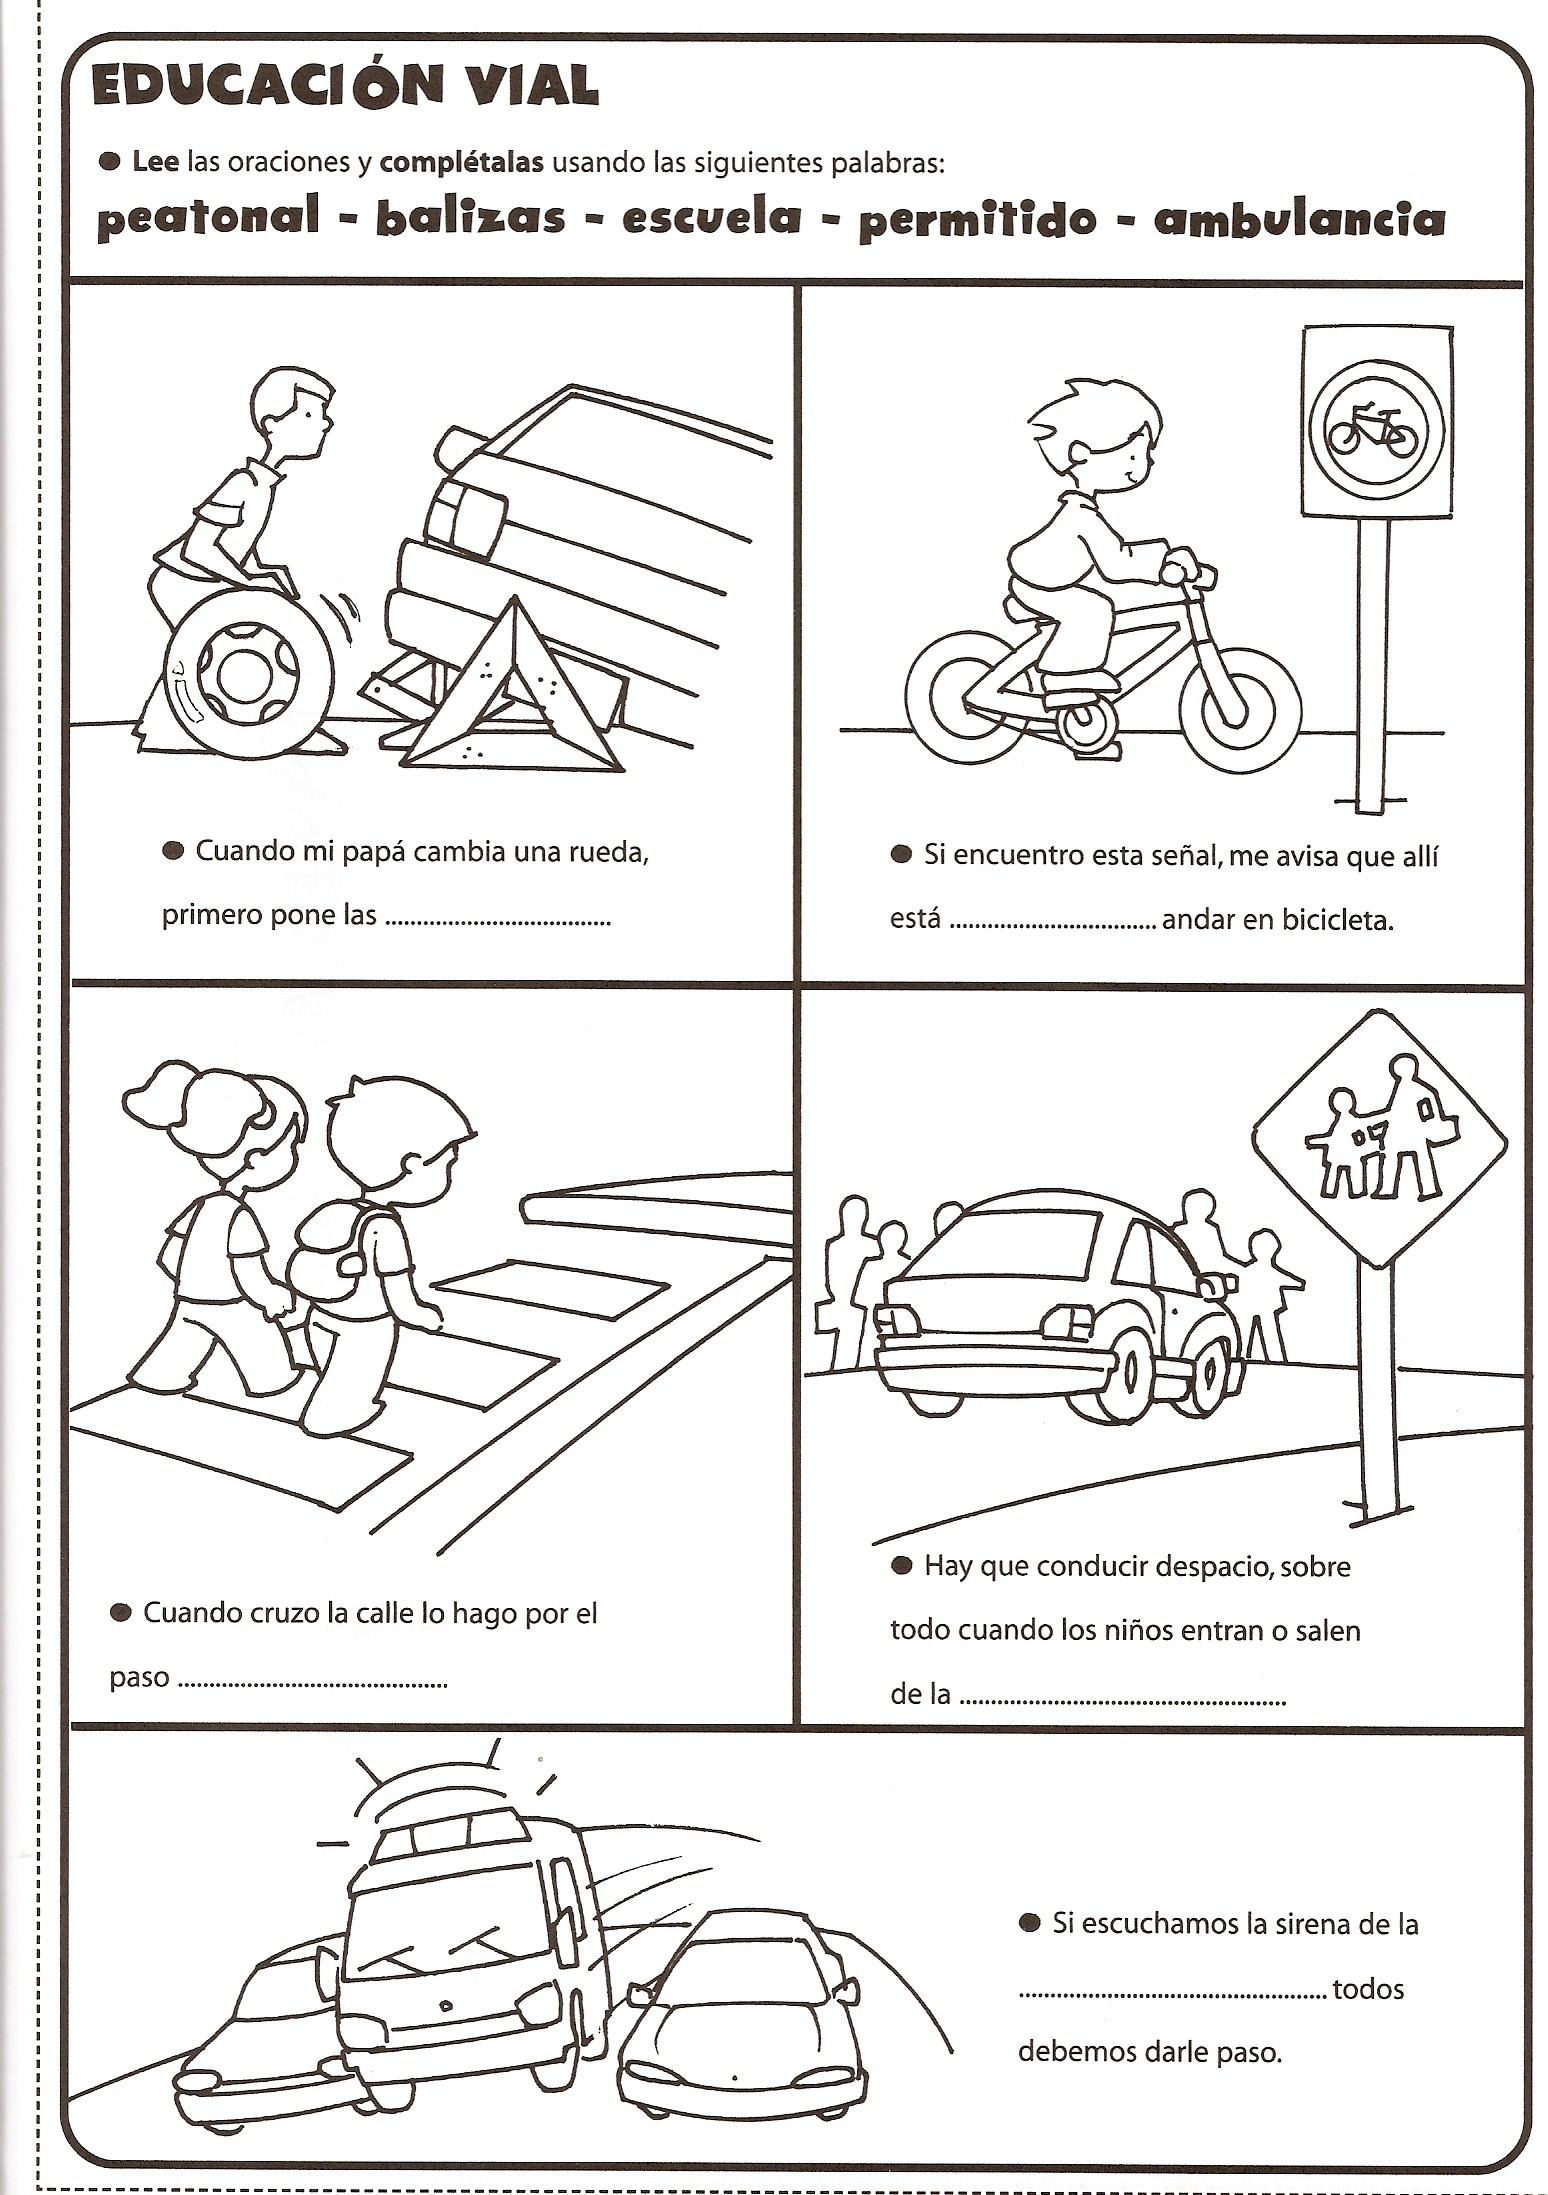 EDUCACIÓN VIAL
● Lee las oraciones y complétalas usando las siguientes palabras:
peatonal - balizas - escuela - permitido - ambulancia
● Cuando mi papá cambia una rueda,
primero pone las ....................................
● Si encuentro esta señal, me avisa que allí
está ................................. andar en bicicleta.
● Cuando cruzo la calle lo hago por el
paso ...........................................
● Hay que conducir despacio, sobre
todo cuando los niños entran o salen
de la ....................................................
● Si escuchamos la sirena de la
................................................. todos
debemos darle paso.